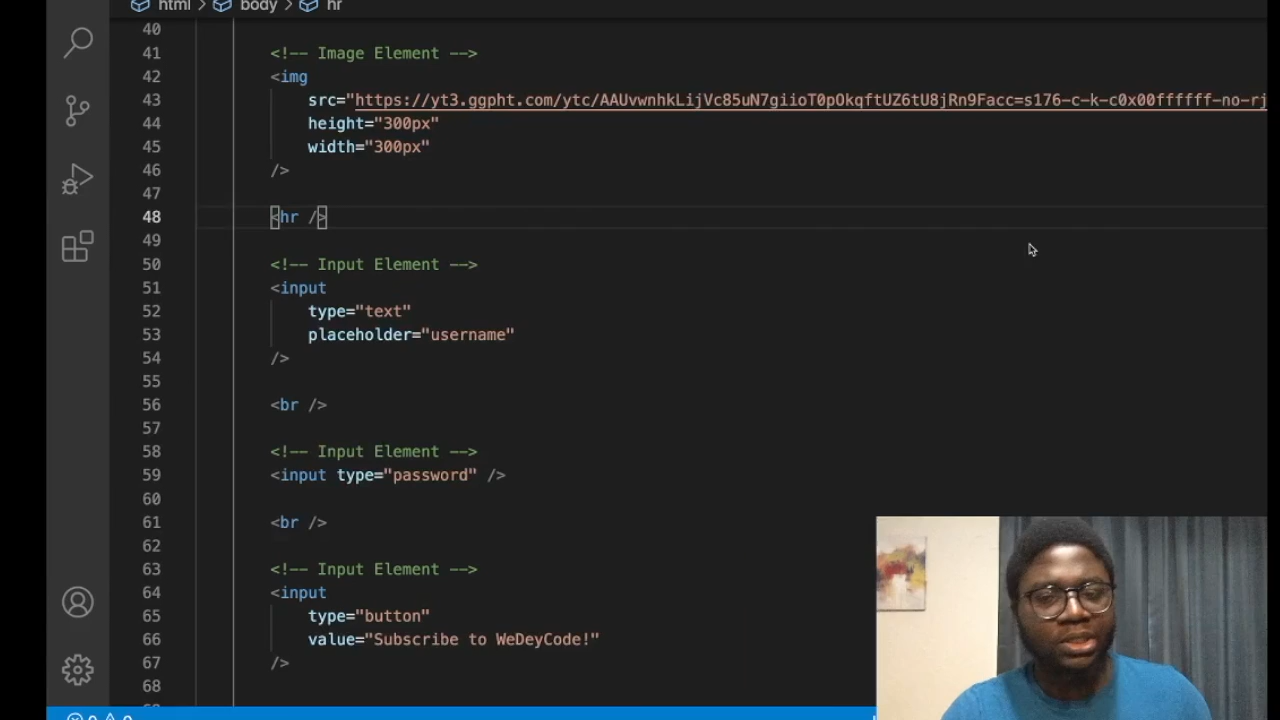 html > body > hr
40
41 <!-- Image Element -->
42 <img
43 src="https://yt3.ggpht.com/ytc/AAUvwnhkLijVc85uN7giioT0pOkqftUZ6tU8jRn9Facc=s176-c-k-c0x00ffffff-no-rj
44 height="300px"
45 width="300px"
46 />
47
48 <hr />
49
50 <!-- Input Element -->
51 <input
52 type="text"
53 placeholder="username"
54 />
55
56 <br />
57
58 <!-- Input Element -->
59 <input type="password" />
60
61 <br />
62
63 <!-- Input Element -->
64 <input
65 type="button"
66 value="Subscribe to WeDeyCode!"
67 />
68